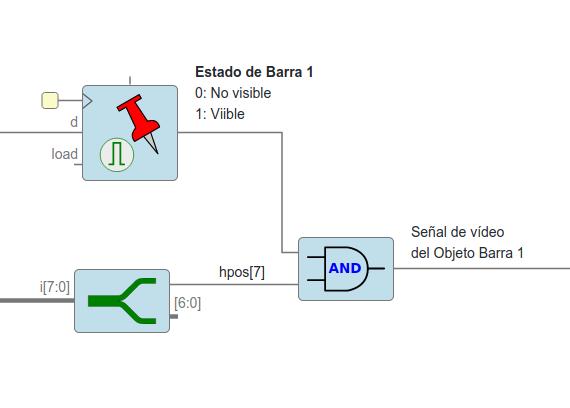 Estado de Barra 1
0: No visible
1: Viible
d
load
Señal de vídeo
del Objeto Barra 1
AND
hpos[7]
i[7:0]
[6:0]